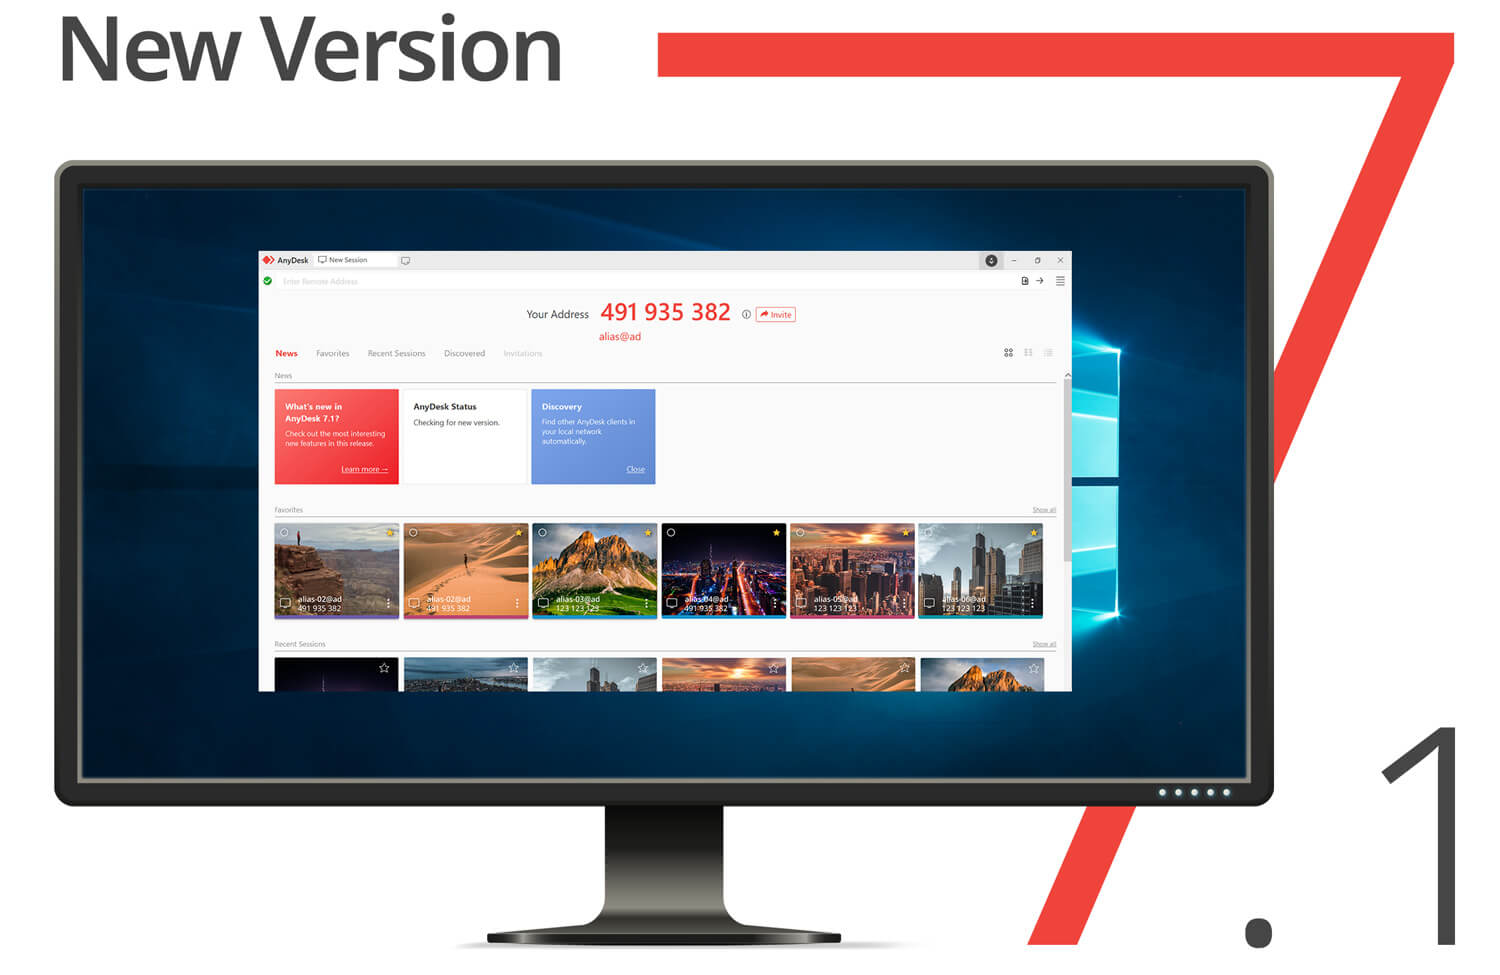 New Version
7.1
AnyDesk
New Session
Enter Remote Address
Your Address 491 935 382 Invite
alias@ad
News Favorites Recent Sessions Discovered Invitations
News
What's new in
AnyDesk 7.1?
Check out the most interesting
new features in this release.
Learn more →
AnyDesk Status
Checking for new version.
Discovery
Find other AnyDesk clients in
your local network
automatically.
Close
Favorites Show all
alias-02@ad
491 935 382
alias-02@ad
491 935 382
alias-03@ad
123 123 123
alias-04@ad
491 935 382
alias-05@ad
123 123 123
alias-06@ad
123 123 123
Recent Sessions Show all